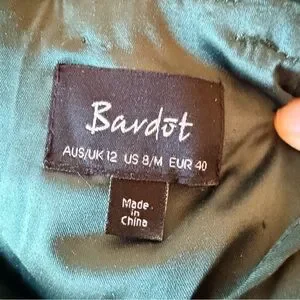 Bardot
AUS/UK 12 US 8/M EUR 40
Made
in
China